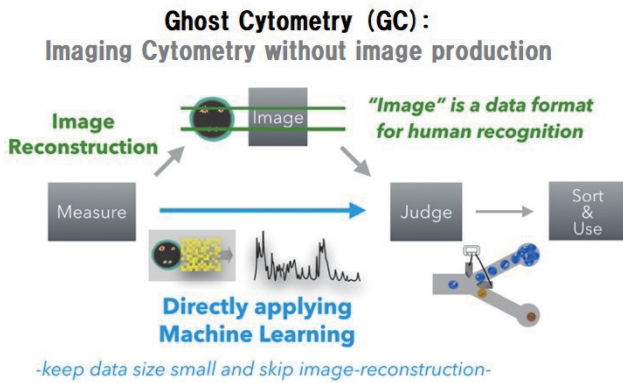 Ghost Cytometry (GC):
Imaging Cytometry without image production
Image
Reconstruction
Image
“Image” is a data format
for human recognition
Measure
Judge
Sort
&
Use
Directly applying
Machine Learning
-keep data size small and skip image-reconstruction-